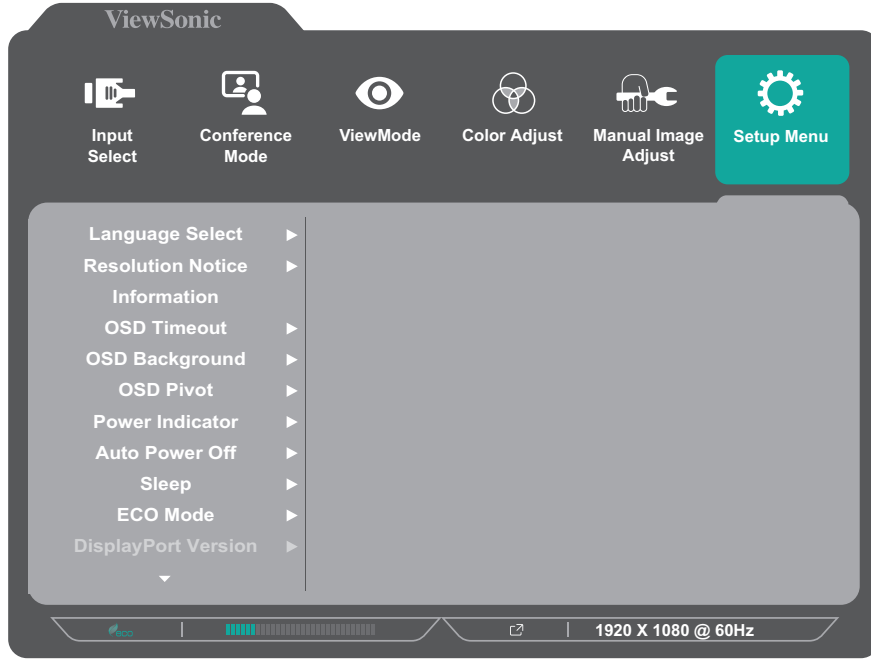 ViewSonic
Input
Select
Conference
Mode
ViewMode
Color Adjust
Manual Image
Adjust
Setup Menu
Language Select
Resolution Notice
Information
OSD Timeout
OSD Background
OSD Pivot
Power Indicator
Auto Power Off
Sleep
ECO Mode
DisplayPort Version
eco
1920 X 1080 @ 60Hz